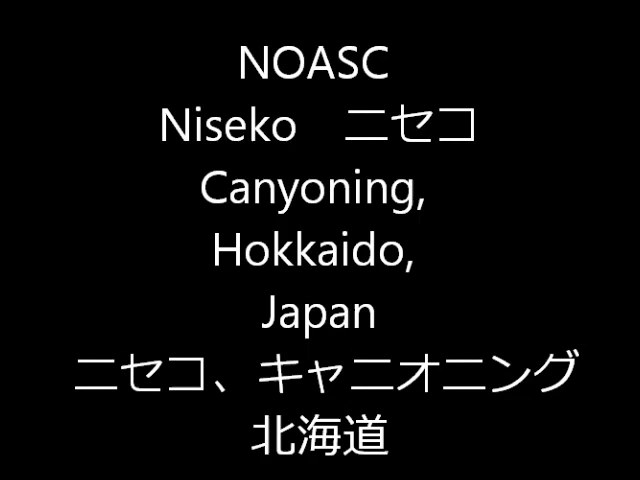 NOASC
Niseko　ニセコ
Canyoning,
Hokkaido,
Japan
ニセコ、キャニオニング
北海道